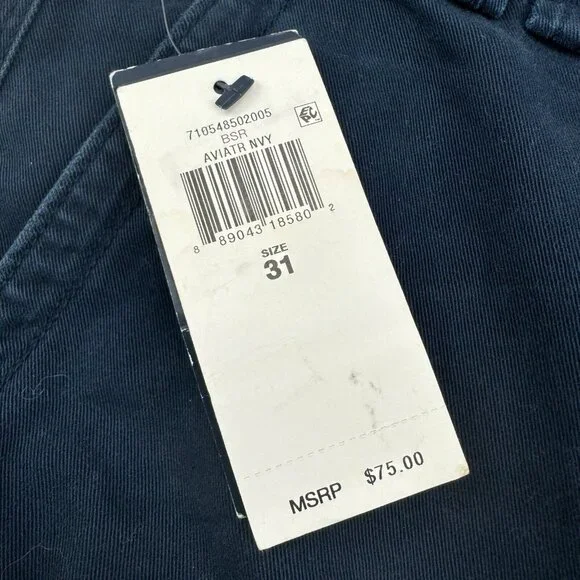 710548502005
BSR
AVIATR NVY
8 89043 18580 2
SIZE
31
MSRP $75.00